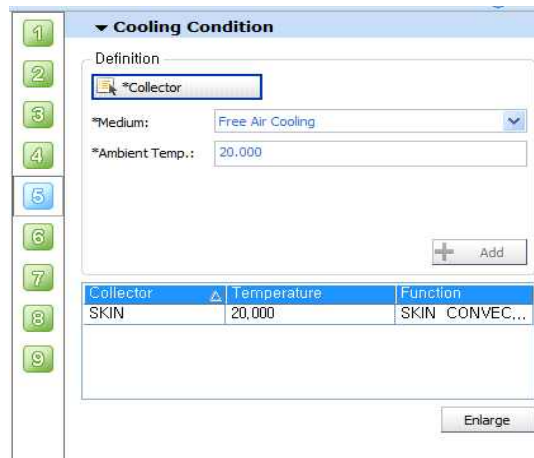 1
2
3
4
5
6
7
8
9
Cooling Condition
Definition
*Collector
*Medium: Free Air Cooling
*Ambient Temp.: 20.000
Add
Collector Temperature Function
SKIN 20,000 SKIN CONVEC...
Enlarge